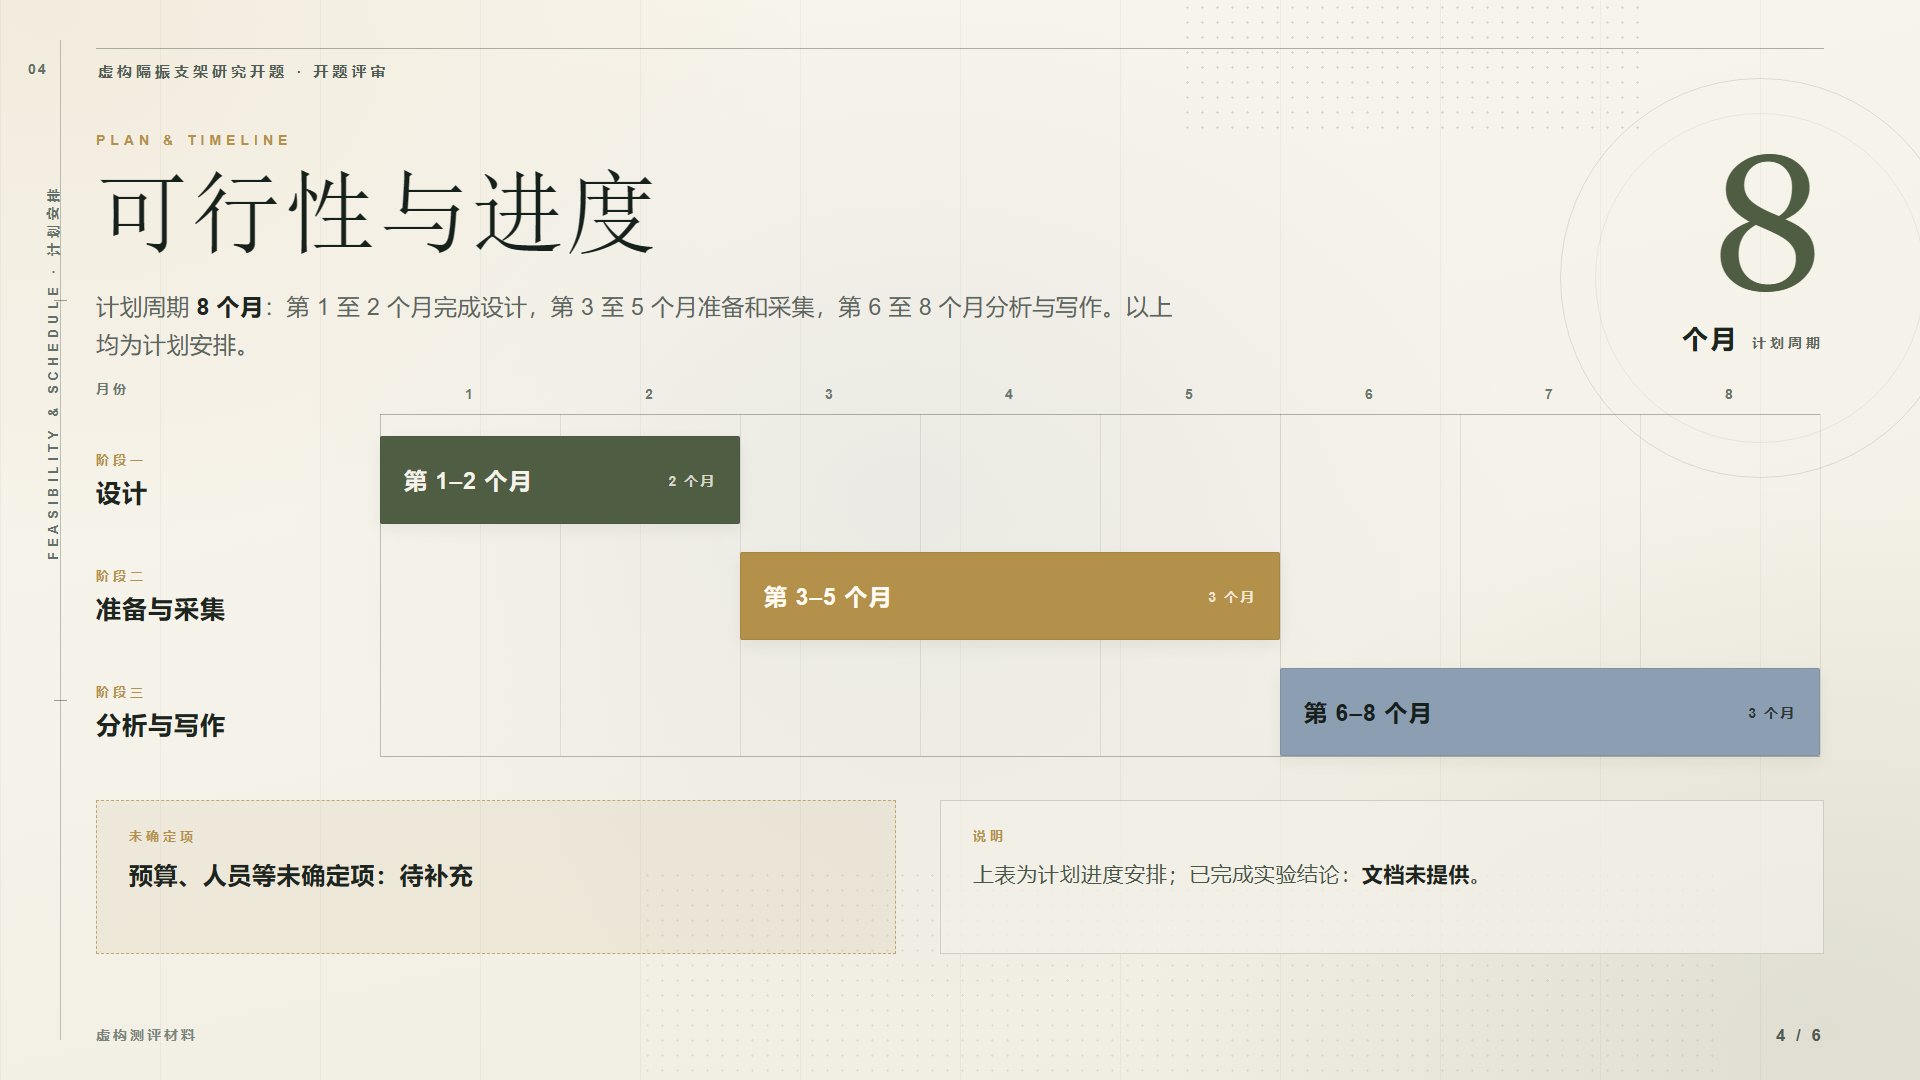 04
虚构隔振支架研究开题 · 开题评审
FEASIBILITY & SCHEDULE · 计划安排
PLAN & TIMELINE
可行性与进度
8
个月 计划周期
计划周期 8 个月：第 1 至 2 个月完成设计，第 3 至 5 个月准备和采集，第 6 至 8 个月分析与写作。以上
均为计划安排。
月份 1 2 3 4 5 6 7 8
阶段一
设计
第 1–2 个月 2 个月
阶段二
准备与采集
第 3–5 个月 3 个月
阶段三
分析与写作
第 6–8 个月 3 个月
未确定项
预算、人员等未确定项：待补充
说明
上表为计划进度安排；已完成实验结论：文档未提供。
虚构测评材料
4 / 6